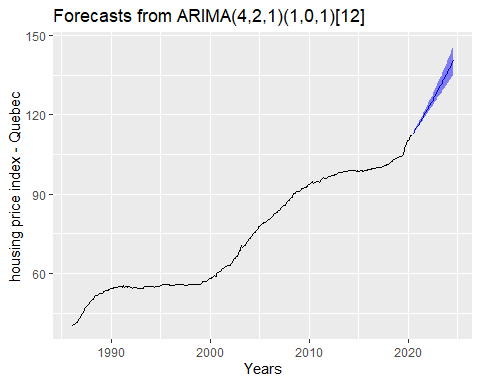 Forecasts from ARIMA(4,2,1)(1,0,1)[12]
150
120
90
60
housing price index - Quebec
1990 2000 2010 2020
Years